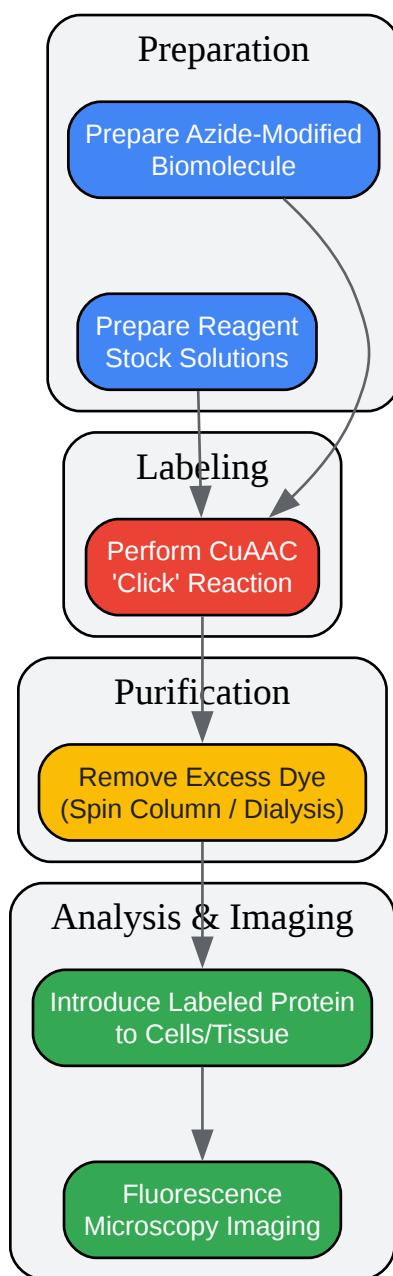 Preparation
Prepare Azide-Modified
Biomolecule
Prepare Reagent
Stock Solutions
Labeling
Perform CuAAC
'Click' Reaction
Purification
Remove Excess Dye
(Spin Column / Dialysis)
Analysis & Imaging
Introduce Labeled Protein
to Cells/Tissue
Fluorescence
Microscopy Imaging